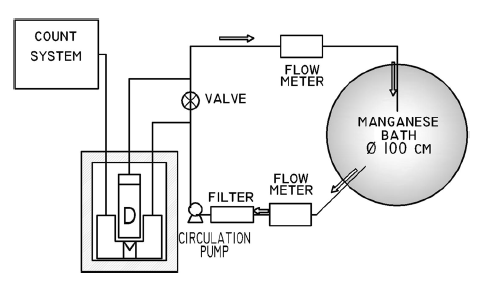 COUNT
SYSTEM
FLOW
METER
VALVE
MANGANESE
BATH
Ø 100 CM
FLOW
METER
FILTER
D
M
CIRCULATION
PUMP